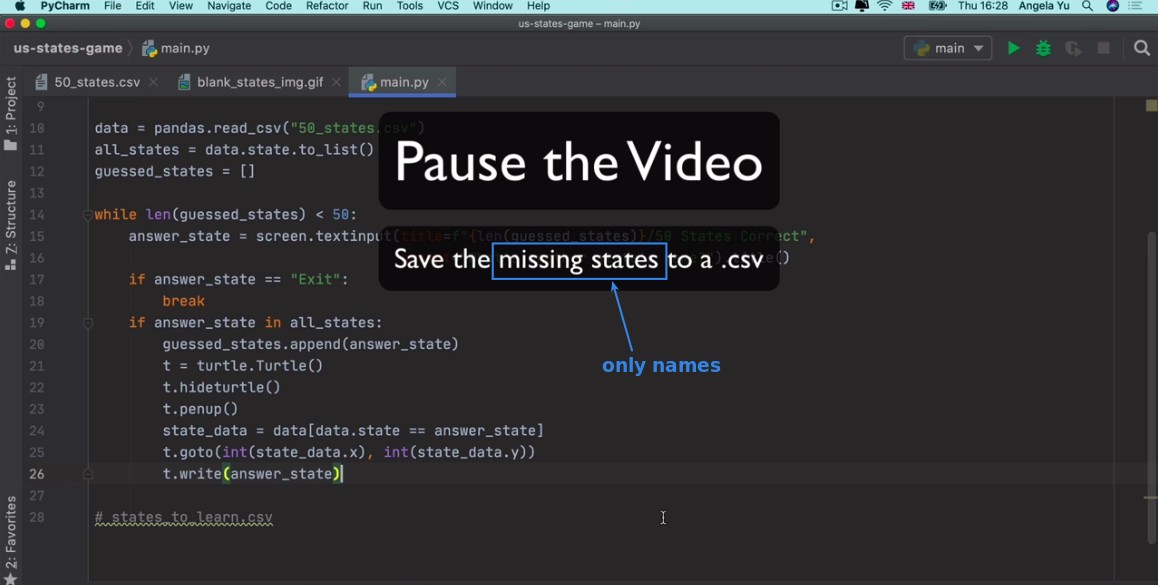 PyCharm File Edit View Navigate Code Refactor Run Tools VCS Window Help Thu 16:28 Angela Yu
us-states-game – main.py
us-states-game main.py main
1: Project
Z: Structure
2: Favorites
50_states.csv blank_states_img.gif main.py
9
10 data = pandas.read_csv("50_states.csv")
11 all_states = data.state.to_list()
12 guessed_states = []
13
14 while len(guessed_states) < 50:
15 answer_state = screen.textinput(title=f"{len(guessed_states)}/50 States Correct",
16 ()
17 if answer_state == "Exit":
18 break
19 if answer_state in all_states:
20 guessed_states.append(answer_state)
21 t = turtle.Turtle()
22 t.hideturtle()
23 t.penup()
24 state_data = data[data.state == answer_state]
25 t.goto(int(state_data.x), int(state_data.y))
26 t.write(answer_state)
27
28 # states_to_learn.csv
Pause the Video
Save the missing states to a .csv
only names